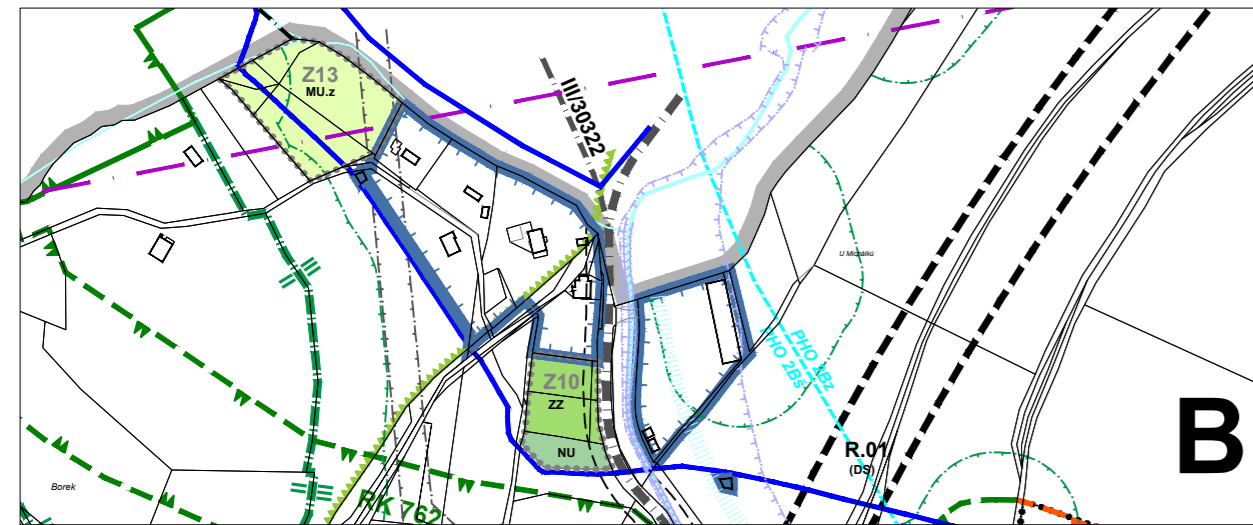 Z13
MU.z
III/30322
U Michálků
PHO 2Bz
PHO 2BS
Z10
ZZ
NU
R.01
(DS)
B
Borek
RK 762